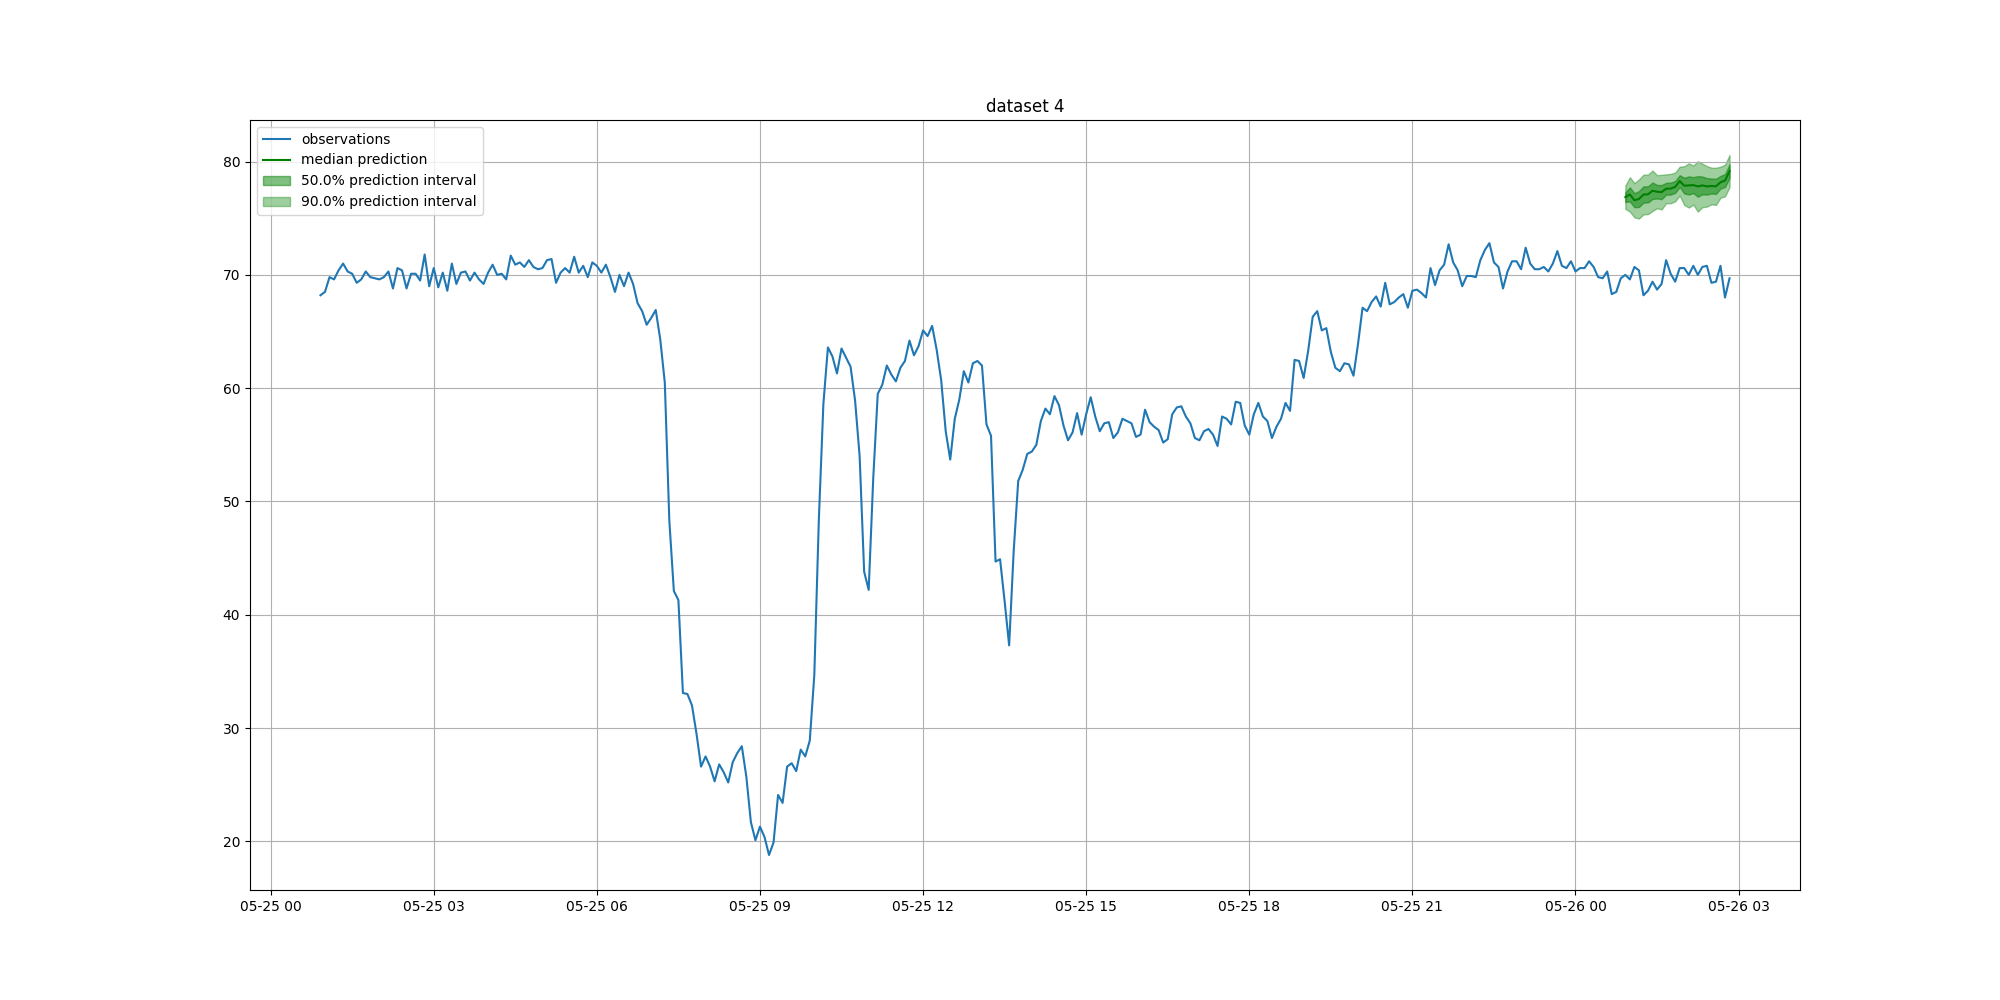 dataset 4
observations
median prediction
50.0% prediction interval
90.0% prediction interval
80
70
60
50
40
30
20
05-25 00 05-25 03 05-25 06 05-25 09 05-25 12 05-25 15 05-25 18 05-25 21 05-26 00 05-26 03